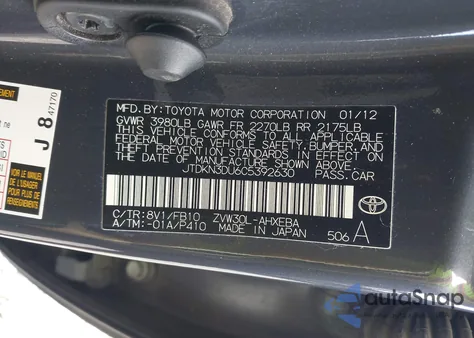 MFD. BY: TOYOTA MOTOR CORPORATION 01/12
GVWR 3980LB GAWR FR 2270LB RR 2175LB
THIS VEHICLE CONFORMS TO ALL APPLICABLE
FEDERAL MOTOR VEHICLE SAFETY, BUMPER, AND
THEFT PREVENTION STANDARDS IN EFFECT ON
THE DATE OF MANUFACTURE SHOWN ABOVE.
JTDKN3DU6C5392630 PASS. CAR
C/TR: 8V1/FB10 ZVW30L-AHXEBA
A/TM: -01A/P410 MADE IN JAPAN 506 A
J 8
47170
autoSnap